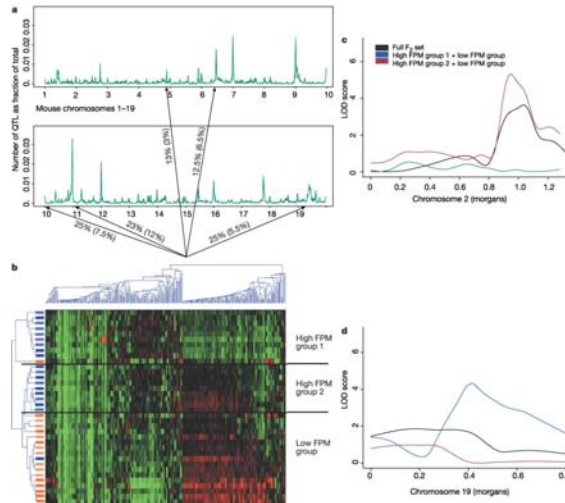 a
Number of QTL as fraction of total
0.03
0.02
0.01
0.
1 2 3 4 5 6 7 8 9 10
Mouse chromosomes 1–19
0.03
0.02
0.01
0.
10 11 12 13 14 15 16 17 18 19
13% (3%)
12.5% (6.5%)
25% (7.5%)
23% (12%)
25% (5.5%)
b
High FPM
group 1
High FPM
group 2
Low FPM
group
c
Full F2 set
High FPM group 1 + low FPM group
High FPM group 2 + low FPM group
LOD score
6
4
2
0
0 0.2 0.6 1.0 1.2
Chromosome 2 (morgans)
d
LOD score
6
4
2
0
0 0.2 0.4 0.6 0.8
Chromosome 19 (morgans)